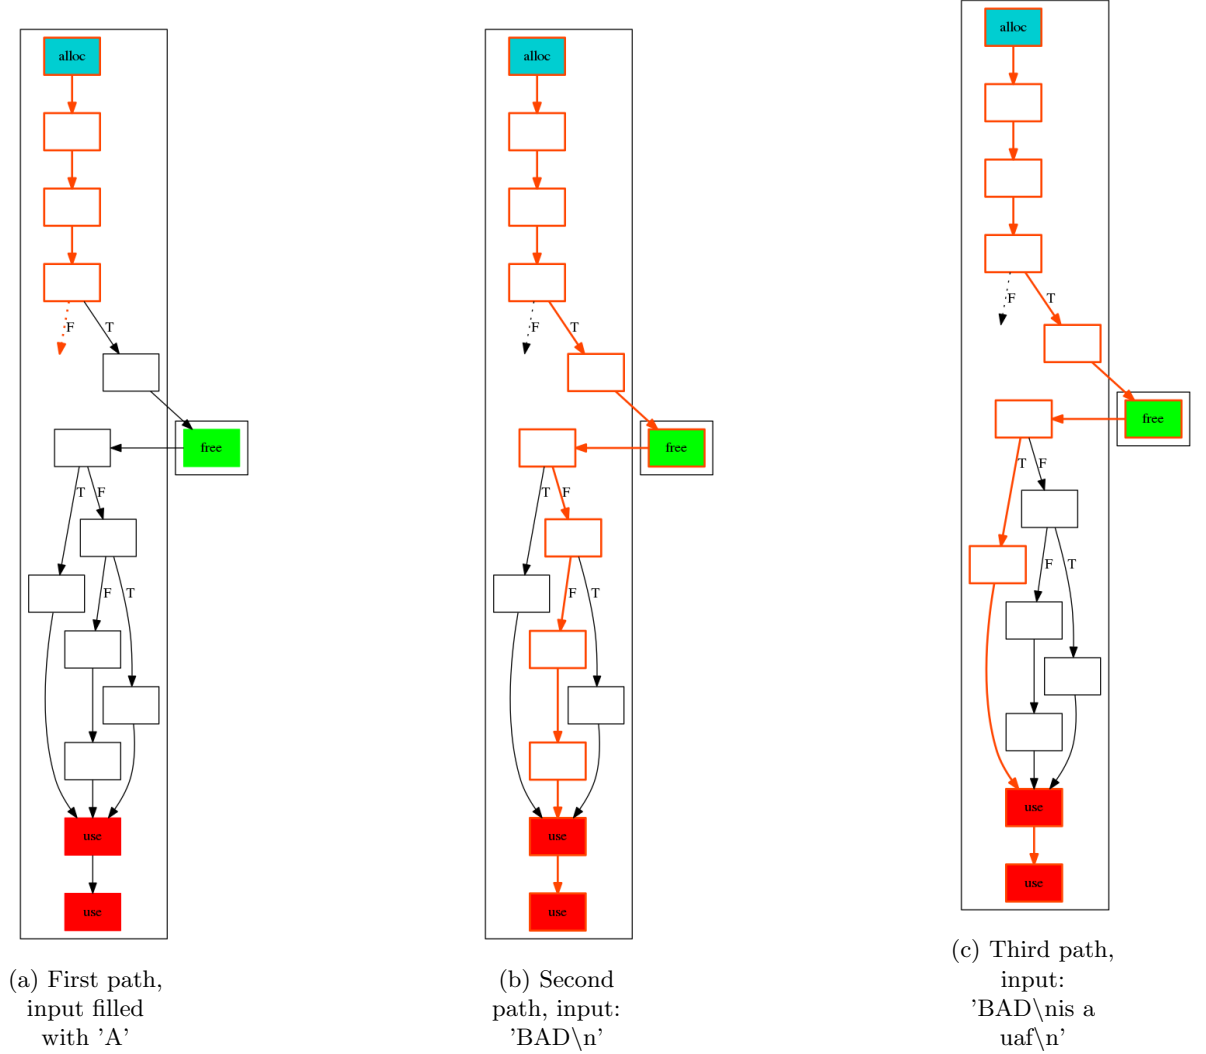 alloc
F
T
free
T
F
F
T
use
use
(a) First path,
input filled
with 'A'
alloc
F
T
free
T
F
F
T
use
use
(b) Second
path, input:
'BAD\n'
alloc
F
T
free
T
F
F
T
use
use
(c) Third path,
input:
'BAD\nis a
uaf\n'